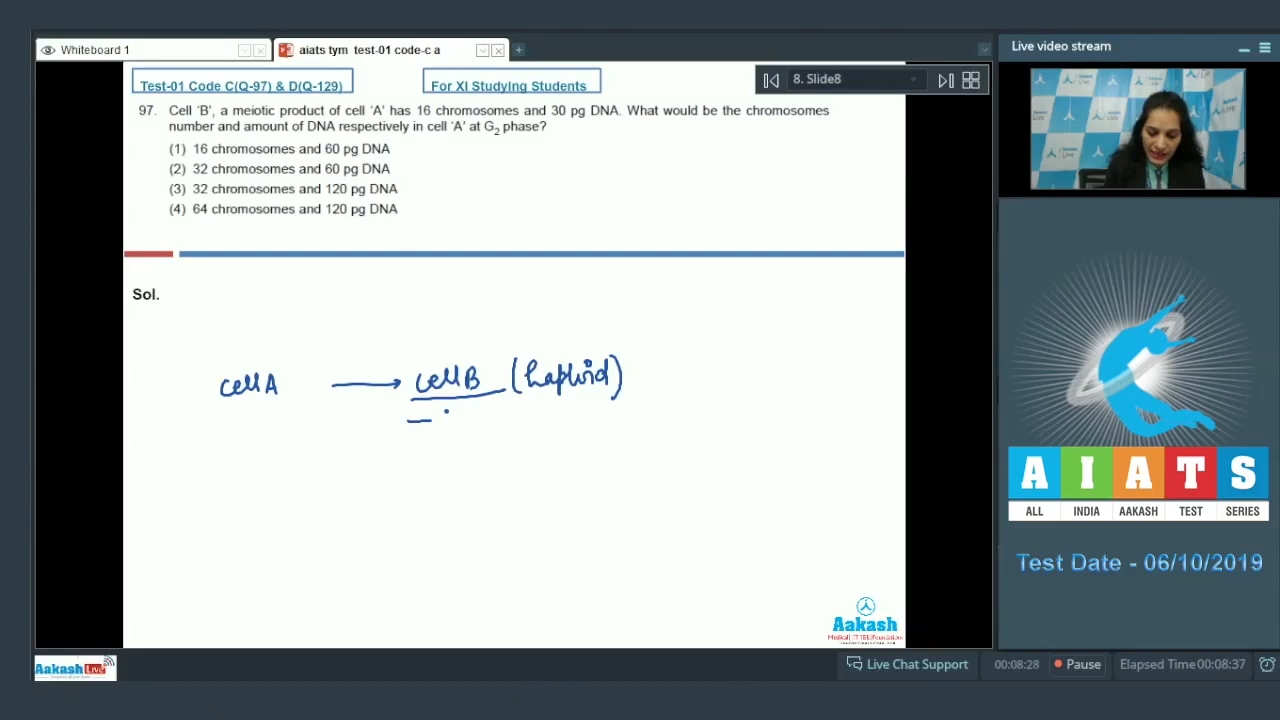 Whiteboard 1
aiats tym test-01 code-c a
Live video stream
Test-01 Code C(Q-97) & D(Q-129)
For XI Studying Students
8. Slide8
97. Cell 'B', a meiotic product of cell 'A' has 16 chromosomes and 30 pg DNA. What would be the chromosomes
number and amount of DNA respectively in cell 'A' at G2 phase?
(1) 16 chromosomes and 60 pg DNA
(2) 32 chromosomes and 60 pg DNA
(3) 32 chromosomes and 120 pg DNA
(4) 64 chromosomes and 120 pg DNA
Sol.
cell A → cell B (haploid)
AIATS
ALL INDIA AAKASH TEST SERIES
Test Date - 06/10/2019
Aakash
Medical|IIT-JEE|Foundations
Aakash Live
Live Chat Support
00:08:28
Pause
Elapsed Time 00:08:37